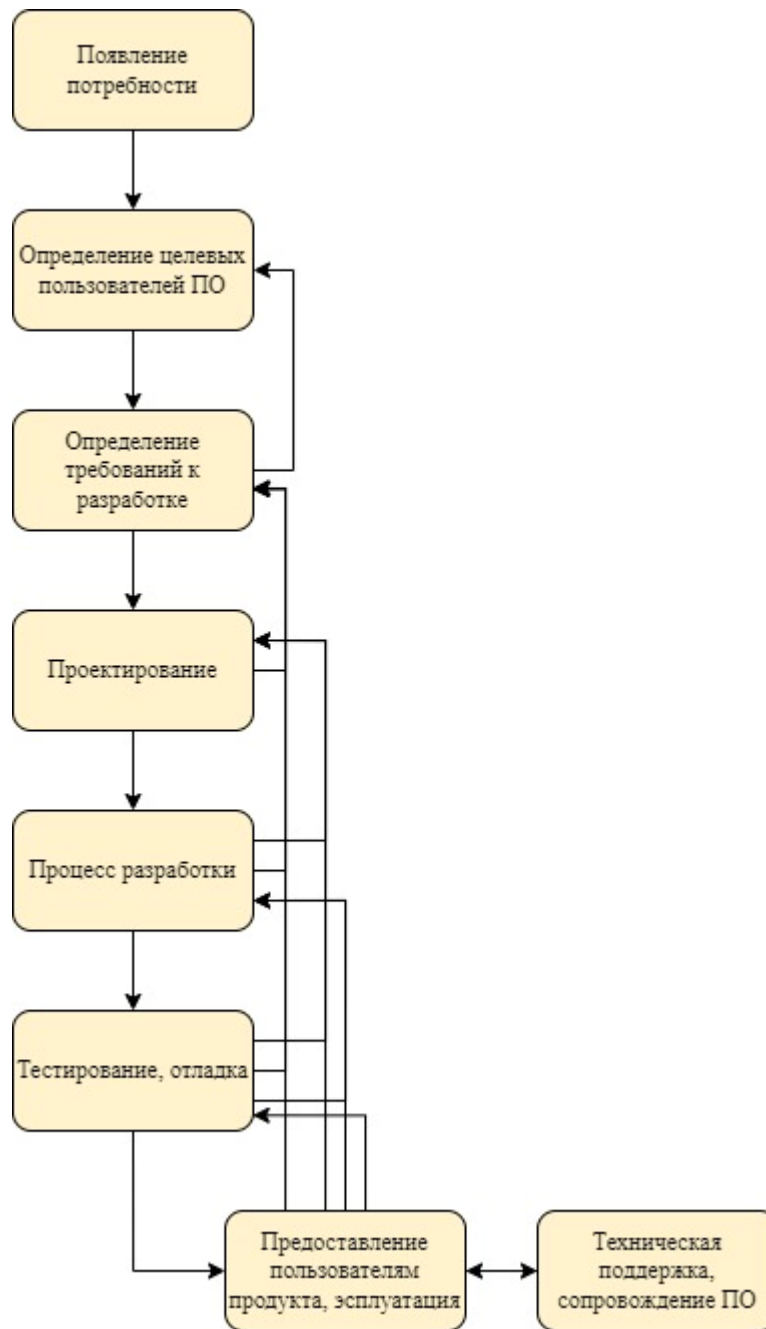 Появление
потребности
Определение целевых
пользователей ПО
Определение
требований к
разработке
Проектирование
Процесс разработки
Тестирование, отладка
Предоставление
пользователям
продукта, эсплуатация
Техническая
поддержка,
сопровождение ПО